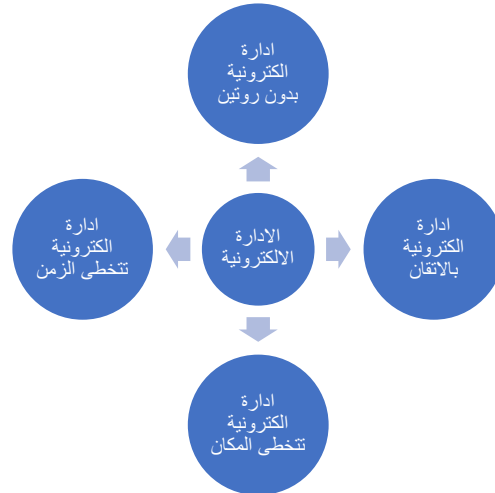 ادارة
الكترونية
بدون روتين
ادارة
الكترونية
بالاتقان
الادارة
الالكترونية
ادارة
الكترونية
تتخطى الزمن
ادارة
الكترونية
تتخطى المكان